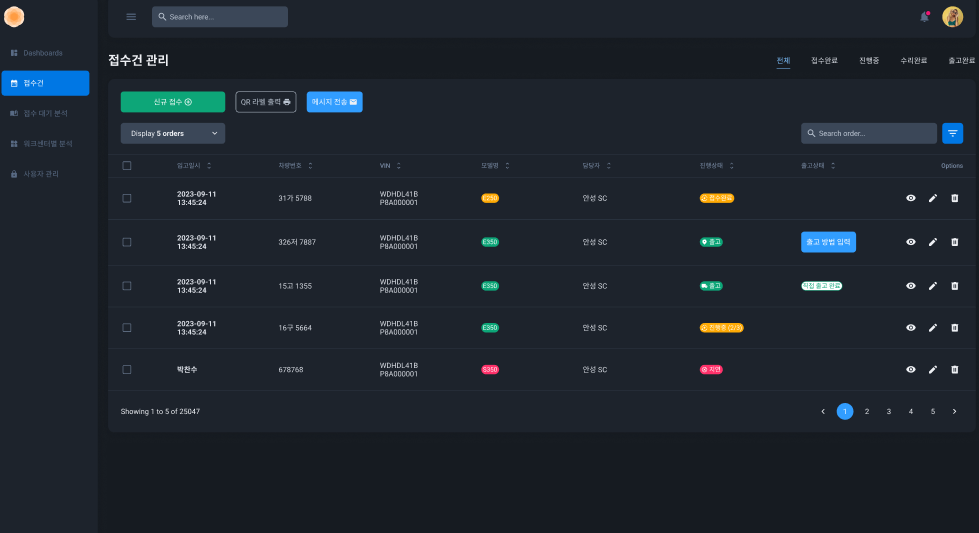 Search here...
Dashboards
접수건
접수 대기 분석
워크센터별 분석
사용자 관리
접수건 관리
전체 접수완료 진행중 수리완료 출고완료
신규 접수 QR 라벨 출력 메시지 전송
Display 5 orders Search order...
입고일시 차량번호 VIN 모델명 담당자 진행상태 출고상태 Options
2023-09-11
13:45:24 31가 5788 WDHDL41B
P8A000001 E250 안성 SC 접수완료
2023-09-11
13:45:24 326저 7887 WDHDL41B
P8A000001 E350 안성 SC 출고 출고 방법 입력
2023-09-11
13:45:24 15고 1355 WDHDL41B
P8A000001 E350 안성 SC 출고 직접 출고 완료
2023-09-11
13:45:24 16구 5664 WDHDL41B
P8A000001 E350 안성 SC 진행중 (2/5)
박찬수 678768 WDHDL41B
P8A000001 S350 안성 SC 지연
Showing 1 to 5 of 25047 1 2 3 4 5